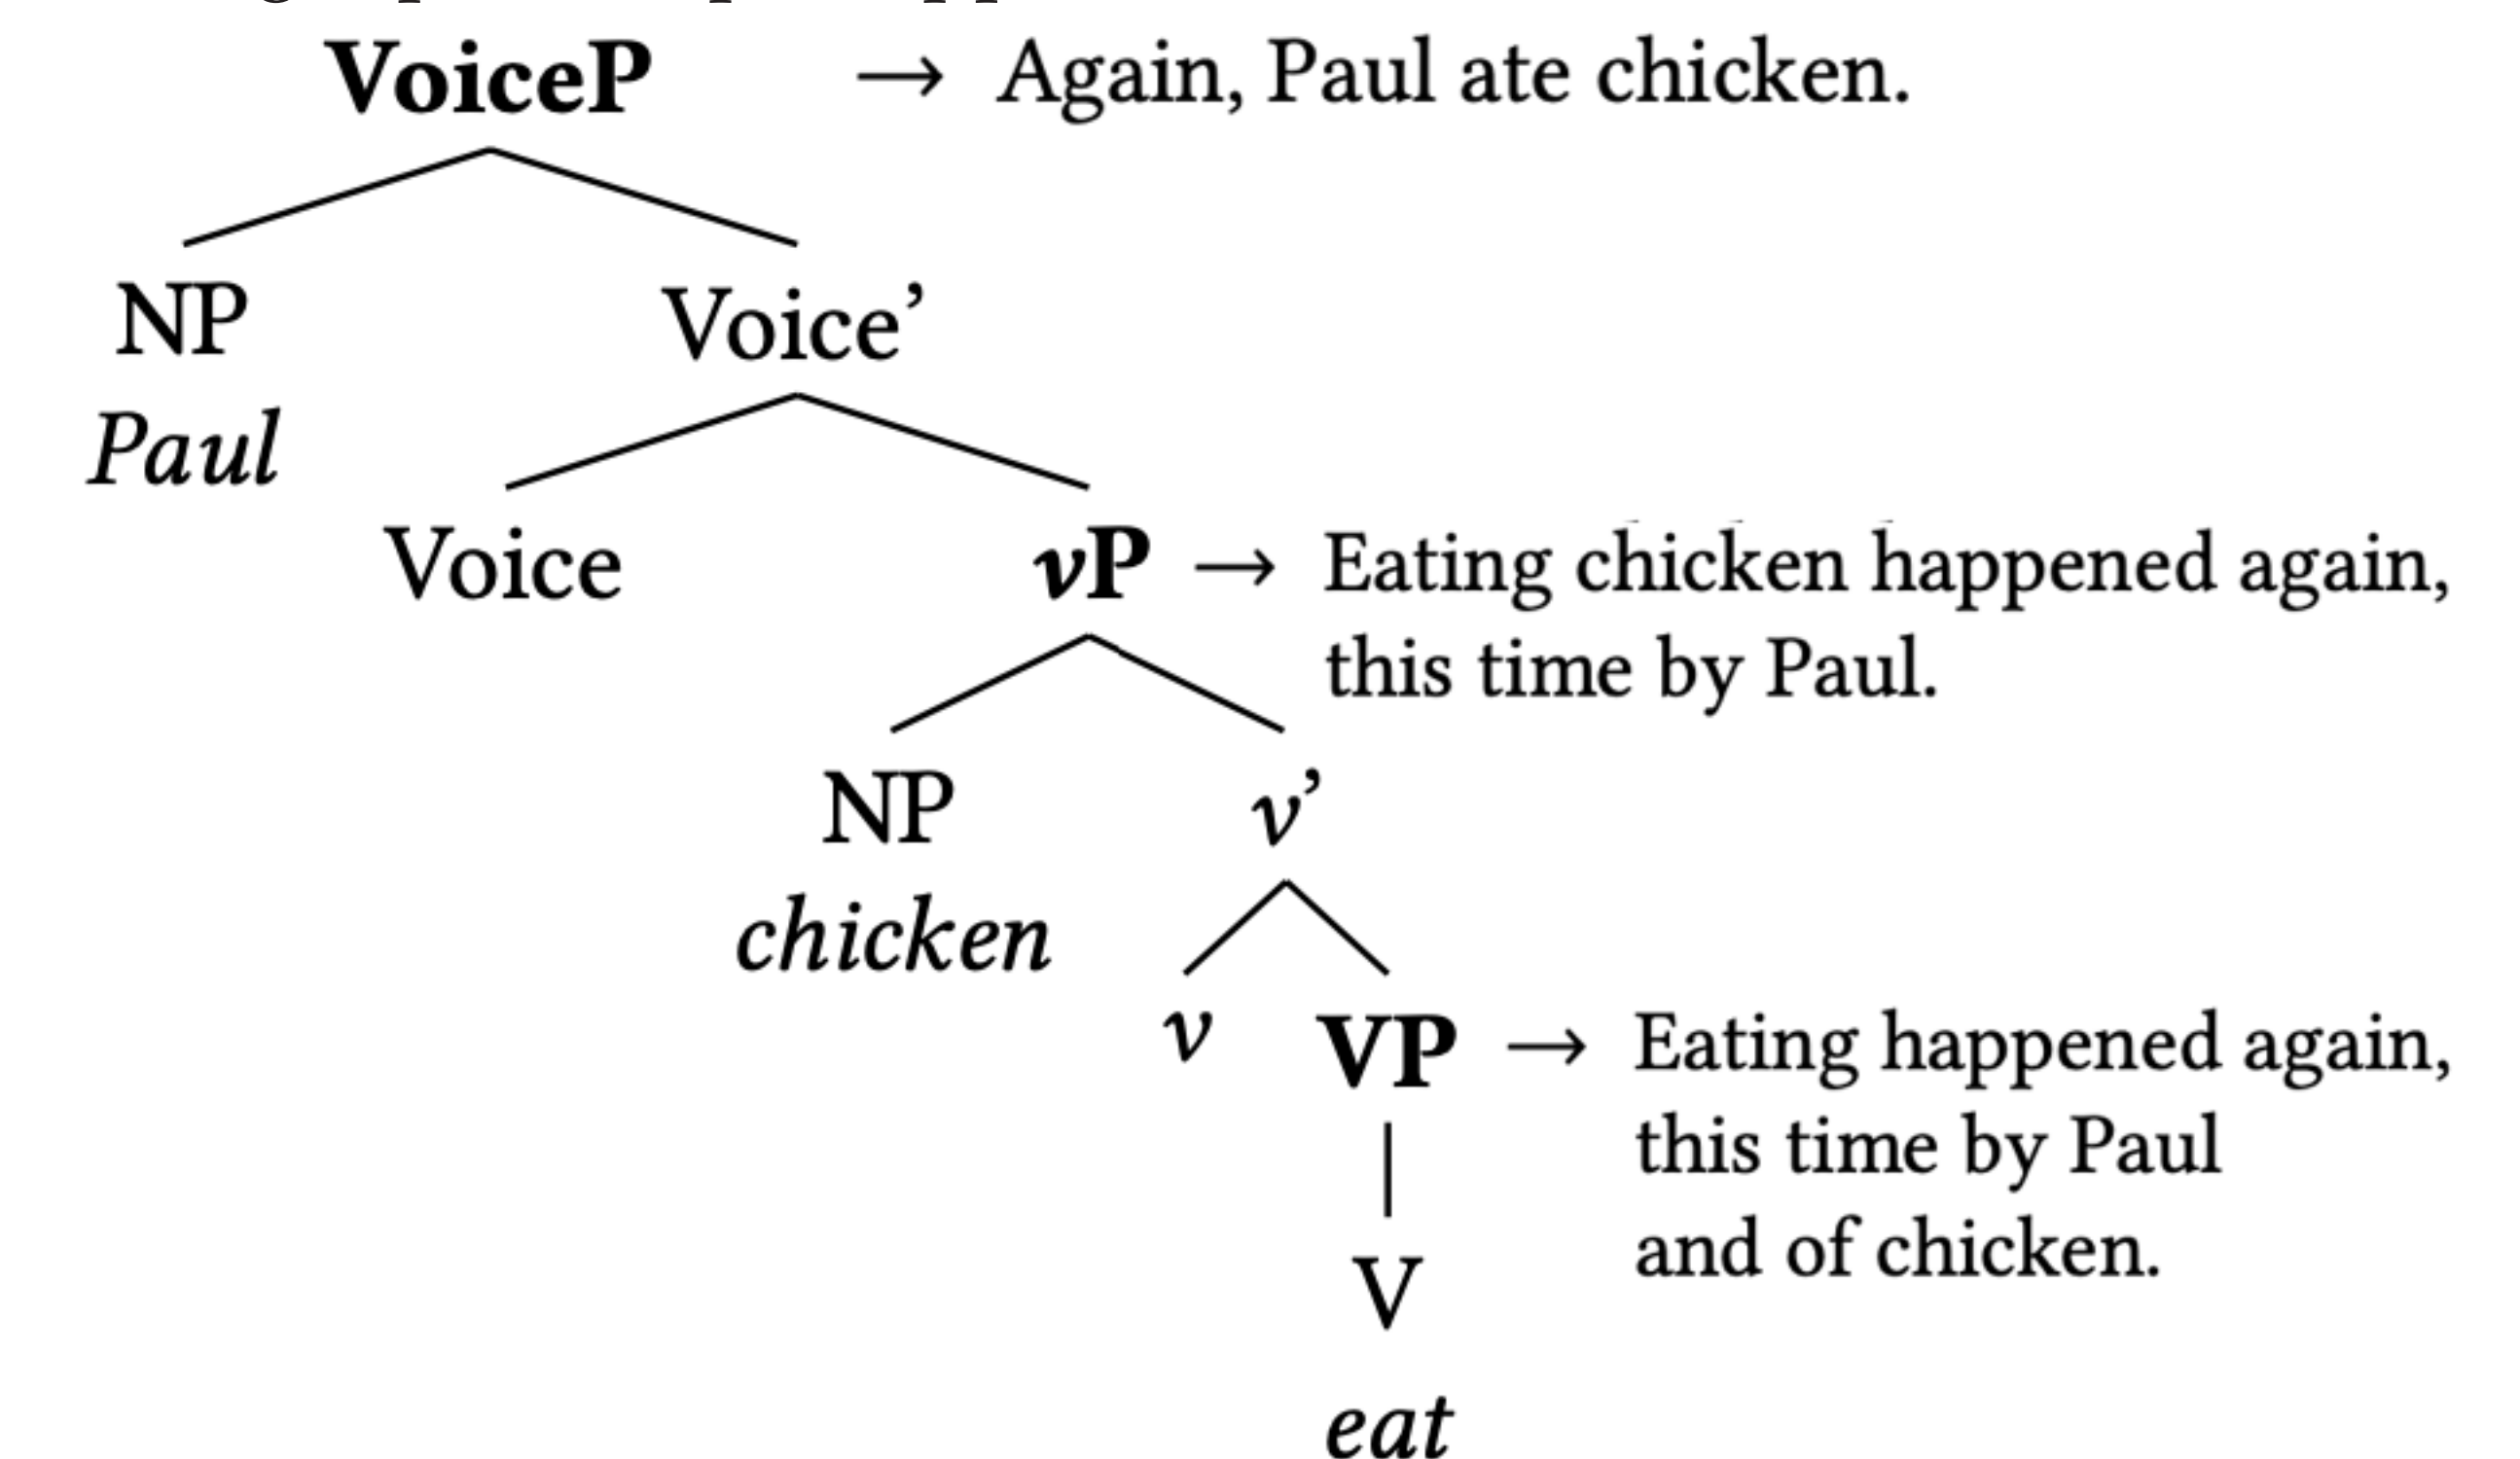 VoiceP → Again, Paul ate chicken.
NP Voice’
Paul
Voice vP → Eating chicken happened again,
this time by Paul.
NP v’
chicken
v VP → Eating happened again,
this time by Paul
and of chicken.
V
eat